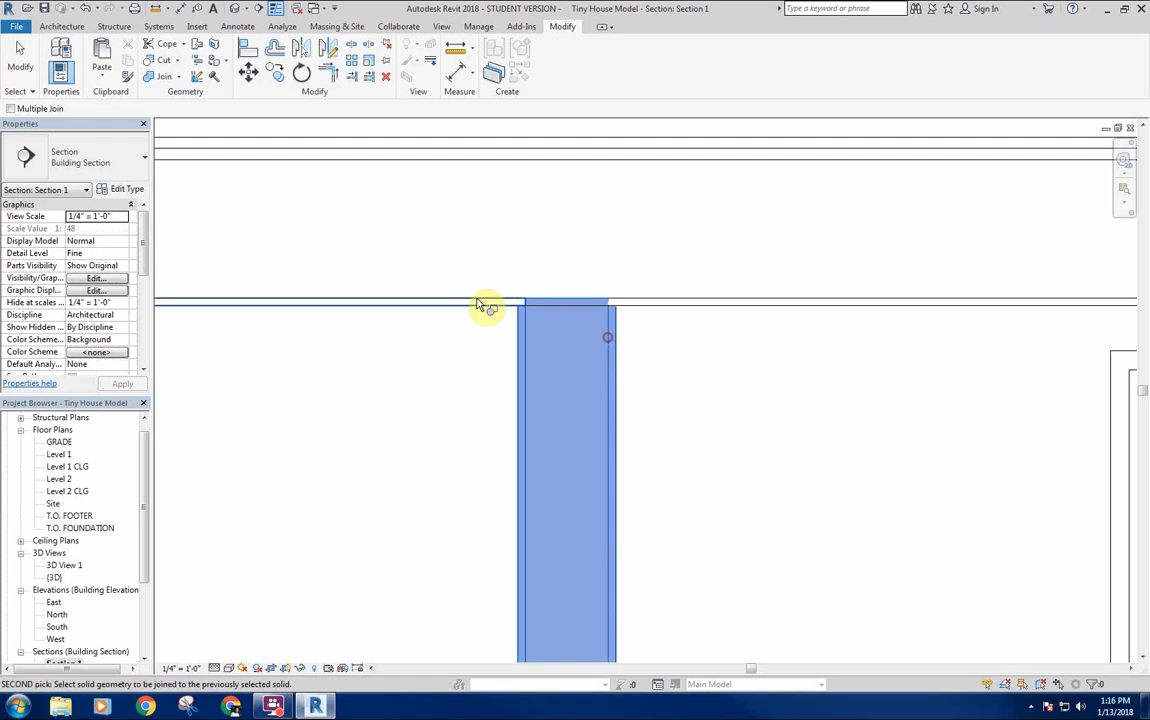 Autodesk Revit 2018 - STUDENT VERSION - Tiny House Model - Section: Section 1
Type a keyword or phrase
Sign In
File Architecture Structure Systems Insert Annotate Analyze Massing & Site Collaborate View Manage Add-Ins Modify
Cope
Cut
Join
Modify
Paste
Select Properties Clipboard Geometry Modify View Measure Create
Multiple Join
Properties
Section
Building Section
Section: Section 1 Edit Type
Graphics
View Scale 1/4" = 1'-0"
Scale Value 1: 48
Display Model Normal
Detail Level Fine
Parts Visibility Show Original
Visibility/Grap... Edit...
Graphic Displ... Edit...
Hide at scales ... 1/4" = 1'-0"
Discipline Architectural
Show Hidden ... By Discipline
Color Scheme... Background
Color Scheme <none>
Default Analy... None
Properties help Apply
Project Browser - Tiny House Model
Structural Plans
Floor Plans
GRADE
Level 1
Level 1 CLG
Level 2
Level 2 CLG
Site
T.O. FOOTER
T.O. FOUNDATION
Ceiling Plans
3D Views
3D View 1
{3D}
Elevations (Building Elevation
East
North
South
West
Sections (Building Section)
Section 1
1/4" = 1'-0"
SECOND pick: Select solid geometry to be joined to the previously selected solid.
:0
Main Model
:0
1:16 PM
1/13/2018